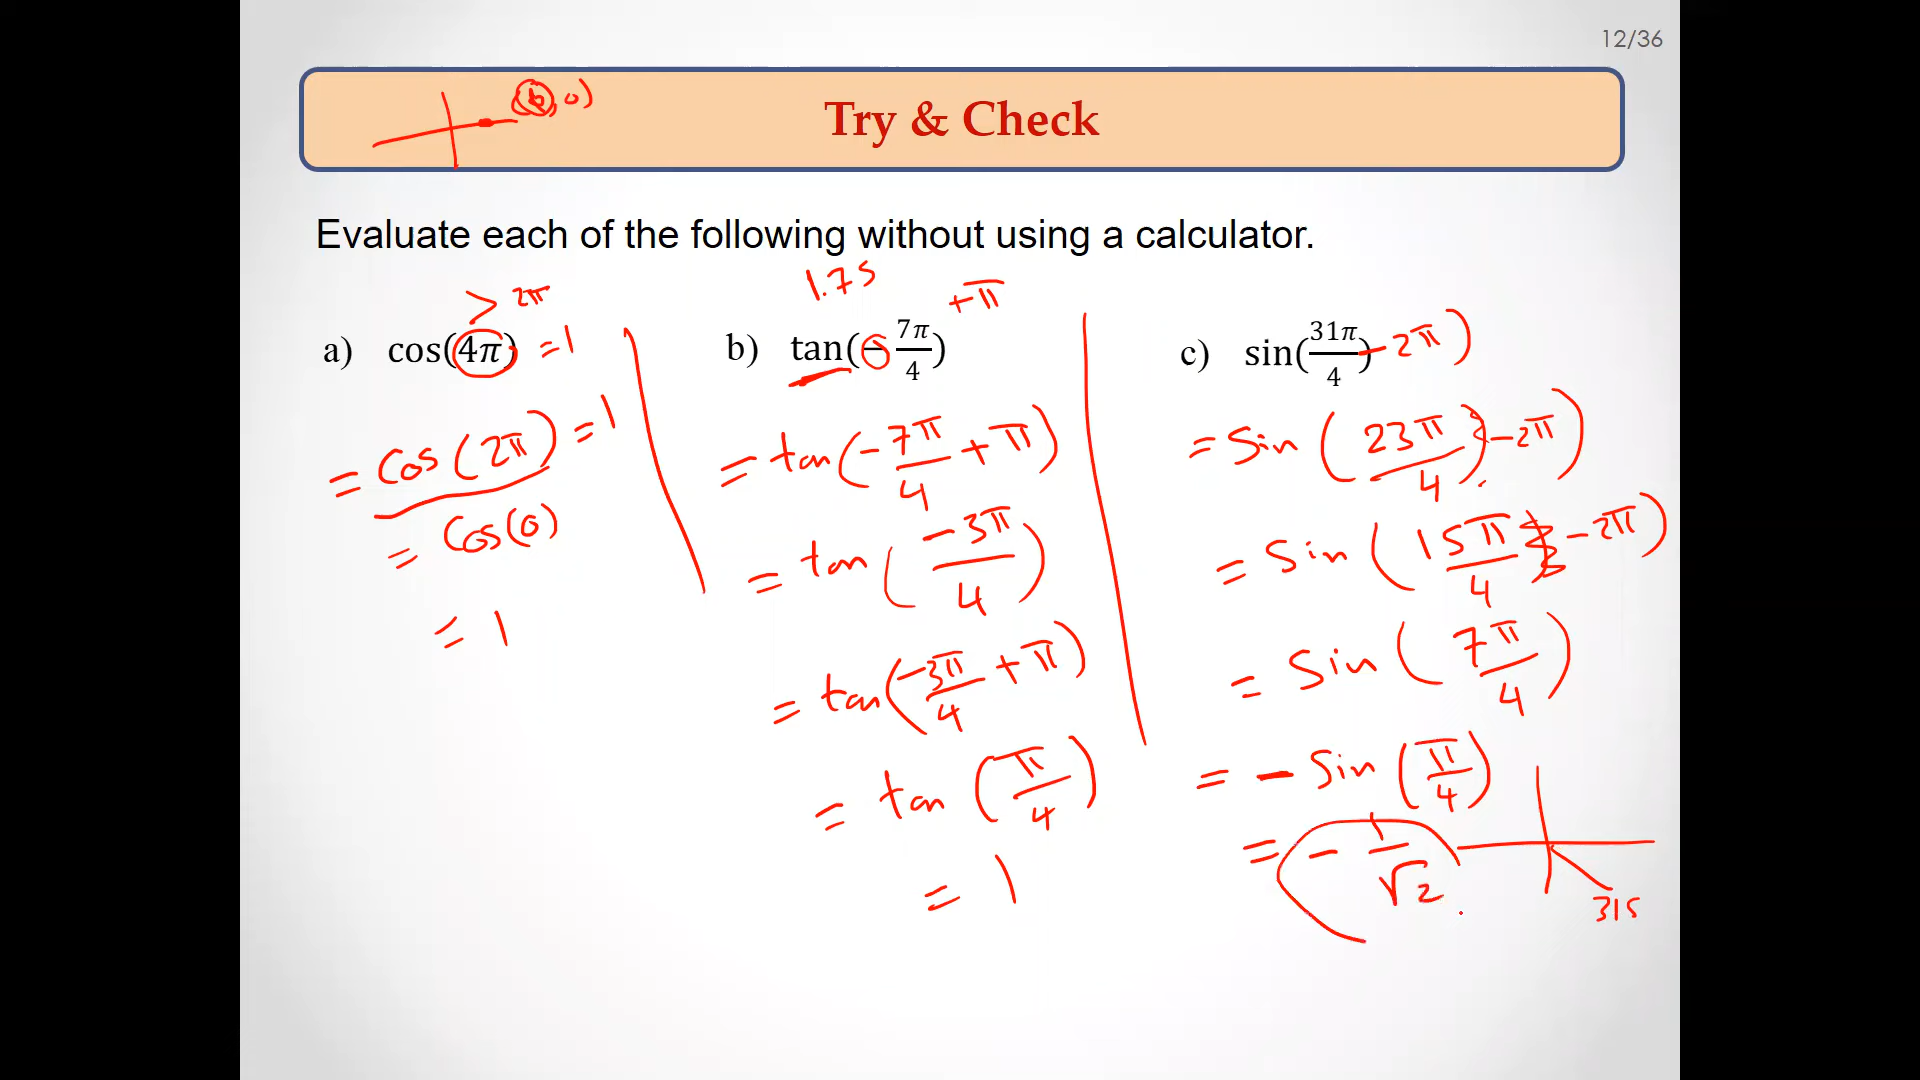 12/36
(1, 0)
Try & Check
Evaluate each of the following without using a calculator.
> 2π
a) cos(4π) = 1
= cos(2π) = 1
= cos(0)
= 1
1.75
+π
b) tan(−7π/4)
= tan(-7π/4 + π)
= tan(-3π/4)
= tan(-3π/4 + π)
= tan(π/4)
= 1
c) sin(31π/4) - 2π)
= sin(23π/4) - 2π)
= sin(15π/4) - 2π)
= sin(7π/4)
= - sin(π/4)
= - 1/√2
315